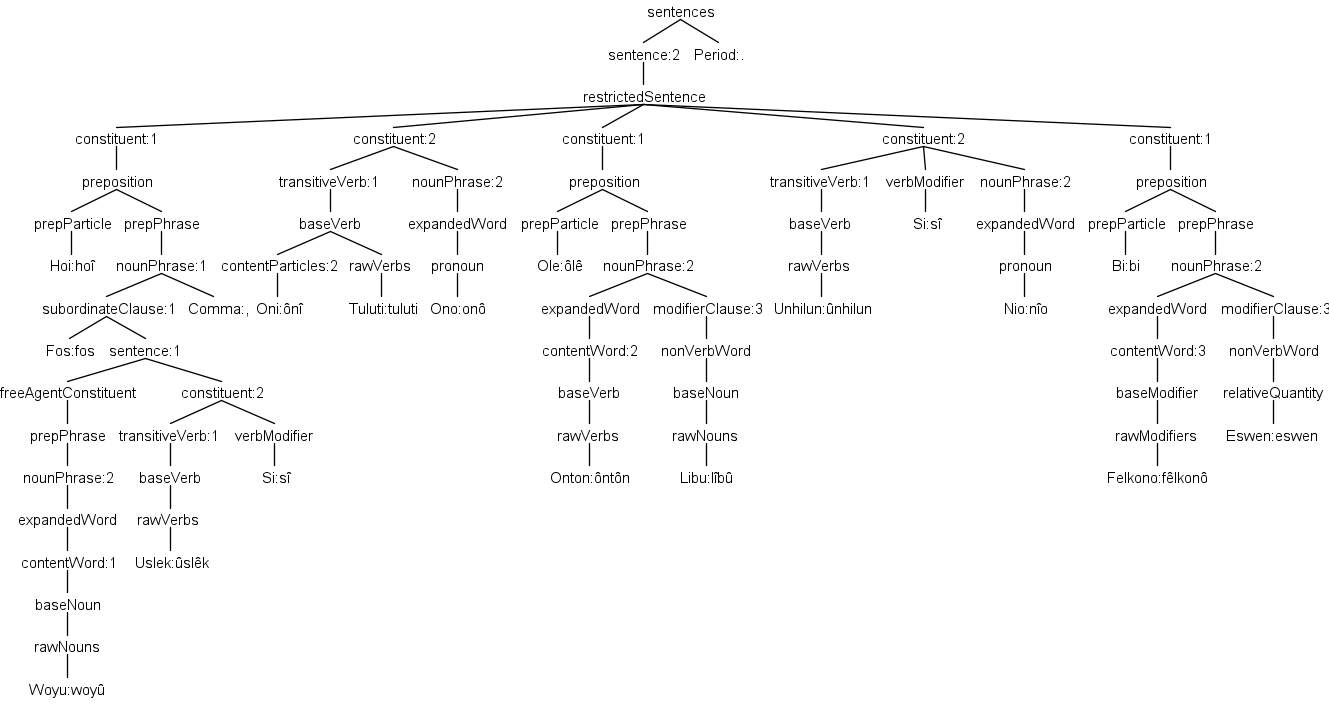 sentences
sentence:2 Period:.
restrictedSentence
constituent:1 constituent:2 constituent:1 constituent:2 constituent:1
preposition transitiveVerb:1 nounPhrase:2 preposition transitiveVerb:1 verbModifier nounPhrase:2 preposition
prepParticle prepPhrase baseVerb expandedWord prepParticle prepPhrase baseVerb Si:sî expandedWord prepParticle prepPhrase
Hoi:hoî nounPhrase:1 contentParticles:2 rawVerbs pronoun Ole:ôlê nounPhrase:2 rawVerbs pronoun Bi:bi nounPhrase:2
subordinateClause:1 Comma:, Oni:ônî Tuluti:tuluti Ono:onô expandedWord modifierClause:3 Unhilun:ûnhilun Nio:nîo expandedWord modifierClause:3
Fos:fos sentence:1 contentWord:2 nonVerbWord contentWord:3 nonVerbWord
freeAgentConstituent constituent:2 baseVerb baseNoun baseModifier relativeQuantity
prepPhrase transitiveVerb:1 verbModifier rawVerbs rawNouns rawModifiers Eswen:eswen
nounPhrase:2 baseVerb Si:sî Onton:ôntôn Libu:lîbû Felkono:fêlkonô
expandedWord rawVerbs
contentWord:1 Uslek:ûslêk
baseNoun
rawNouns
Woyu:woyû